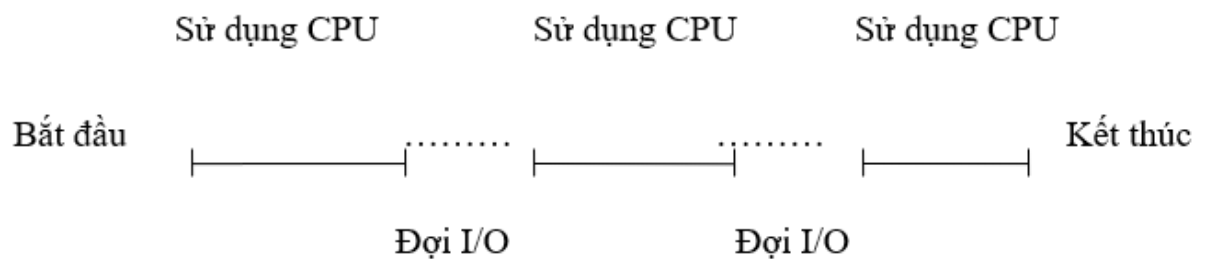 Sử dụng CPU Sử dụng CPU Sử dụng CPU
Bắt đầu ......... ......... Kết thúc
Đợi I/O Đợi I/O